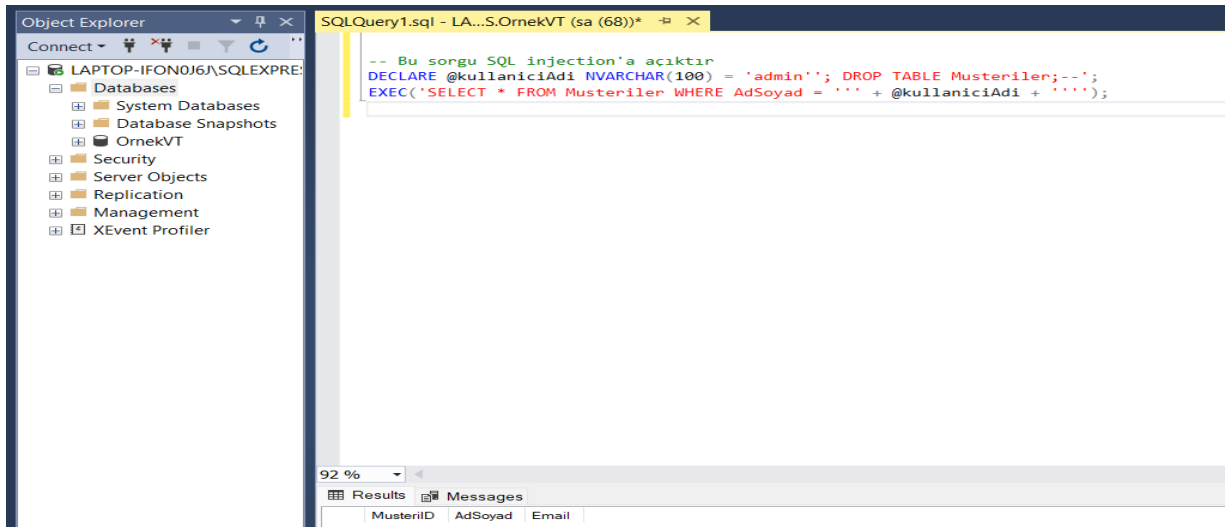 Object Explorer
Connect
LAPTOP-IFON0J6J\SQLEXPRE
Databases
System Databases
Database Snapshots
OrnekVT
Security
Server Objects
Replication
Management
XEvent Profiler
SQLQuery1.sql - LA...S.OrnekVT (sa (68))*
-- Bu sorgu SQL injection'a açıktır
DECLARE @kullaniciAdi NVARCHAR(100) = 'admin''; DROP TABLE Musteriler;--';
EXEC('SELECT * FROM Musteriler WHERE AdSoyad = ''' + @kullaniciAdi + '''');
92 %
Results Messages
MusteriID AdSoyad Email